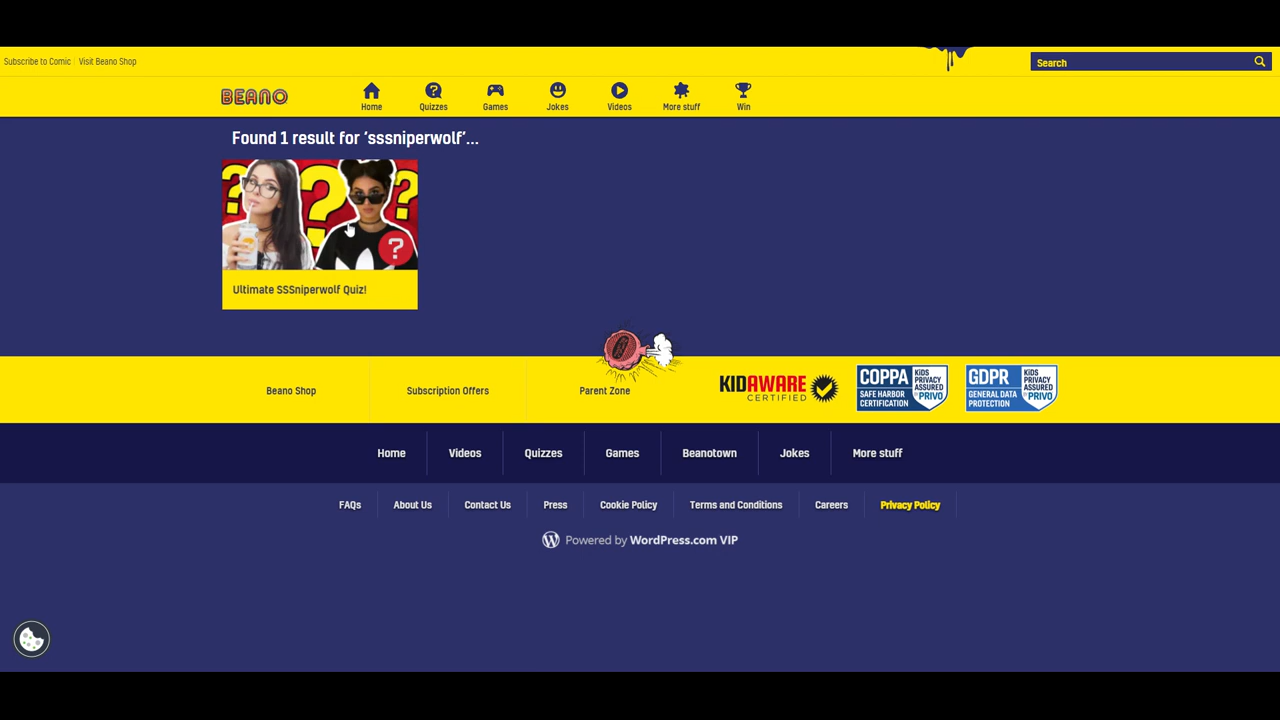 Subscribe to Comic
Visit Beano Shop
Search
BEANO
Home
Quizzes
Games
Jokes
Videos
More stuff
Win
Found 1 result for 'sssniperwolf'...
? ? ?
?
Ultimate SSSniperwolf Quiz!
Beano Shop
Subscription Offers
Parent Zone
KIDAWARE
CERTIFIED
COPPA
SAFE HARBOR
CERTIFICATION
KiDS
PRIVACY
ASSURED
PRIVO
GDPR
GENERAL DATA
PROTECTION
KiDS
PRIVACY
ASSURED
PRIVO
Home
Videos
Quizzes
Games
Beanotown
Jokes
More stuff
FAQs
About Us
Contact Us
Press
Cookie Policy
Terms and Conditions
Careers
Privacy Policy
Powered by WordPress.com VIP